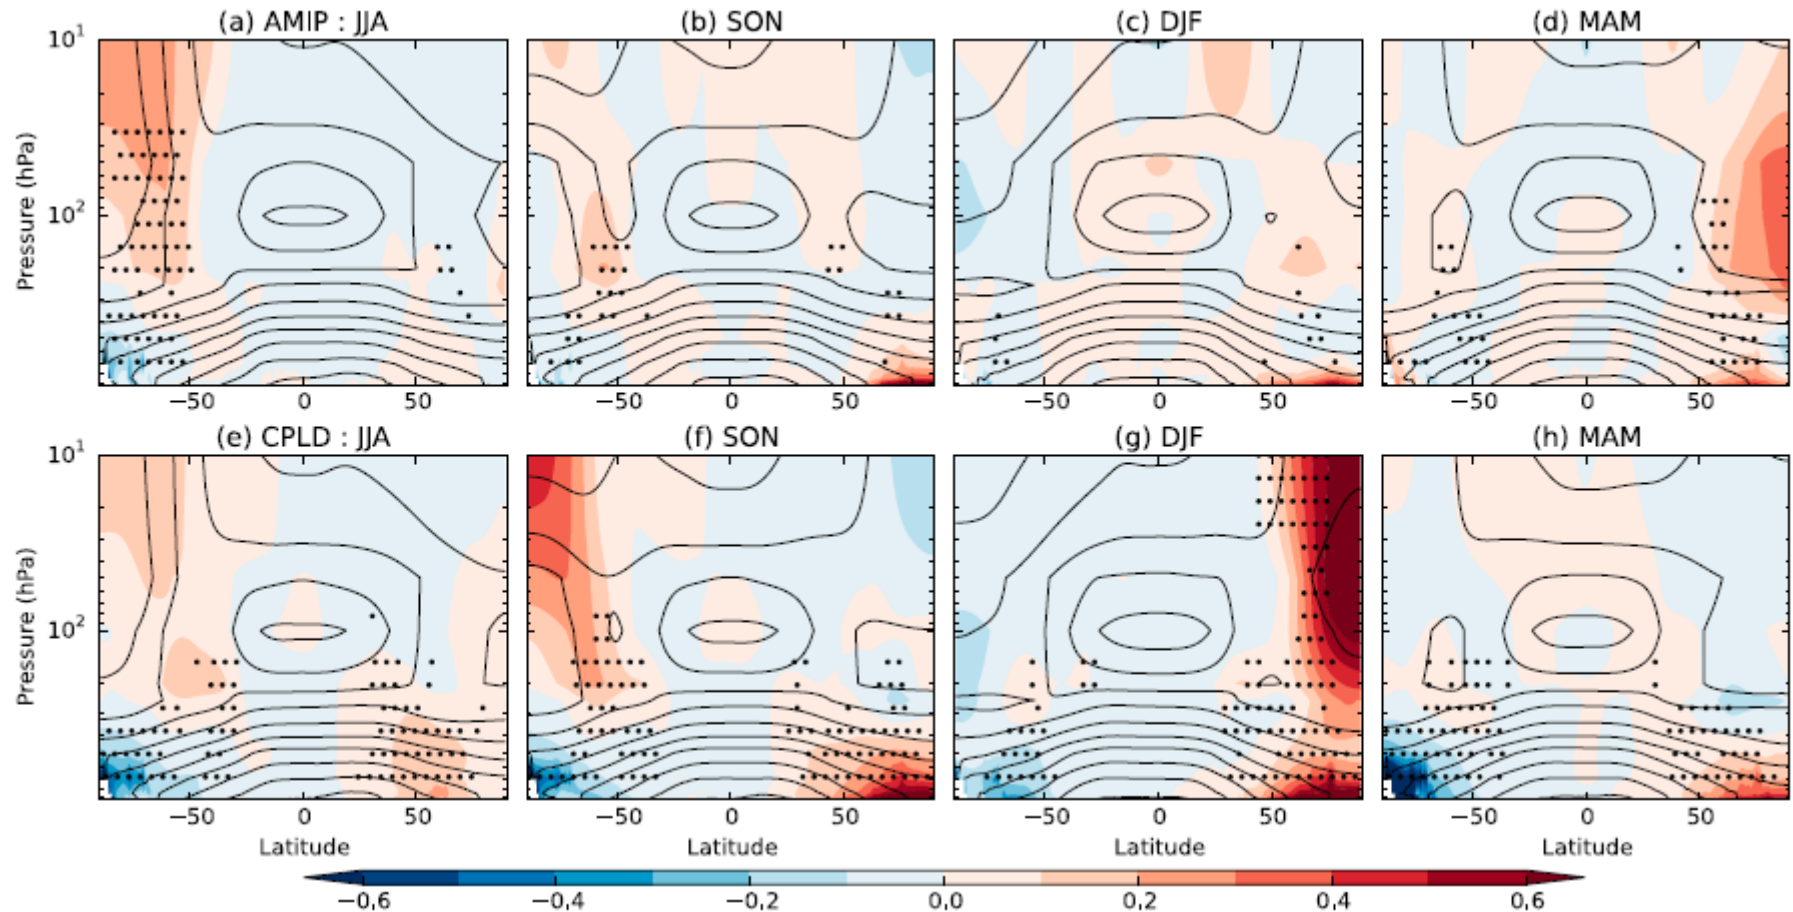 (a) AMIP : JJA (b) SON (c) DJF (d) MAM
10¹
10²
Pressure (hPa)
−50 0 50 −50 0 50 −50 0 50 −50 0 50
(e) CPLD : JJA (f) SON (g) DJF (h) MAM
10¹
10²
Pressure (hPa)
−50 0 50 −50 0 50 −50 0 50 −50 0 50
Latitude Latitude Latitude Latitude
−0,6 −0,4 −0,2 0,0 0,2 0,4 0,6